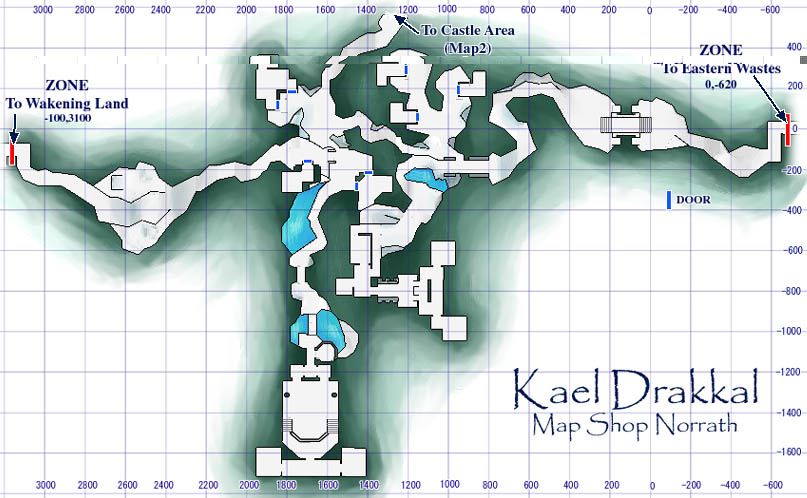 3000 2800 2600 2400 2200 2000 1800 1600 1400 1200 1000 800 600 400 200 0 −200 −400 −600
To Castle Area
(Map2)
400
ZONE
To Eastern Wastes
0,-620
ZONE
To Wakening Land
-100,3100
200
0
−200
DOOR
−400
−600
−800
−1000
Kael Drakkal
Map Shop Norrath
−1200
−1400
−1600
3000 2800 2600 2400 2200 2000 1800 1600 1400 1200 1000 800 600 400 200 0 −200 −400 −600